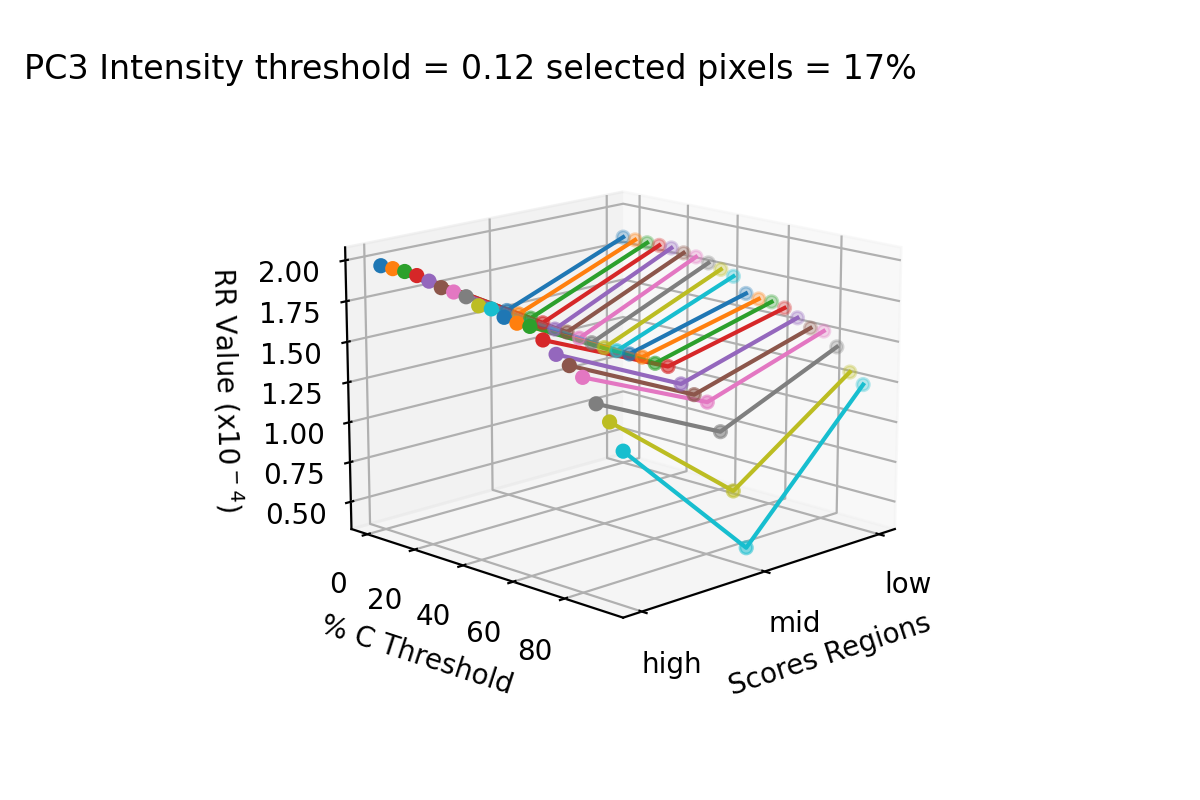 PC3 Intensity threshold = 0.12 selected pixels = 17%
2.00
1.75
1.50
1.25
1.00
0.75
0.50
RR Value (x10⁻⁴)
0
20
40
60
80
% C Threshold
high
mid
low
Scores Regions